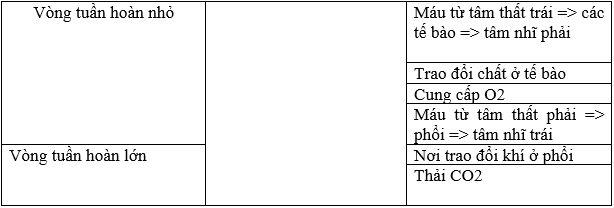 Vòng tuần hoàn nhỏ
Máu từ tâm thất trái => các
tế bào => tâm nhĩ phải
Trao đổi chất ở tế bào
Cung cấp O2
Máu từ tâm thất phải =>
phổi => tâm nhĩ trái
Vòng tuần hoàn lớn
Nơi trao đổi khí ở phổi
Thải CO2